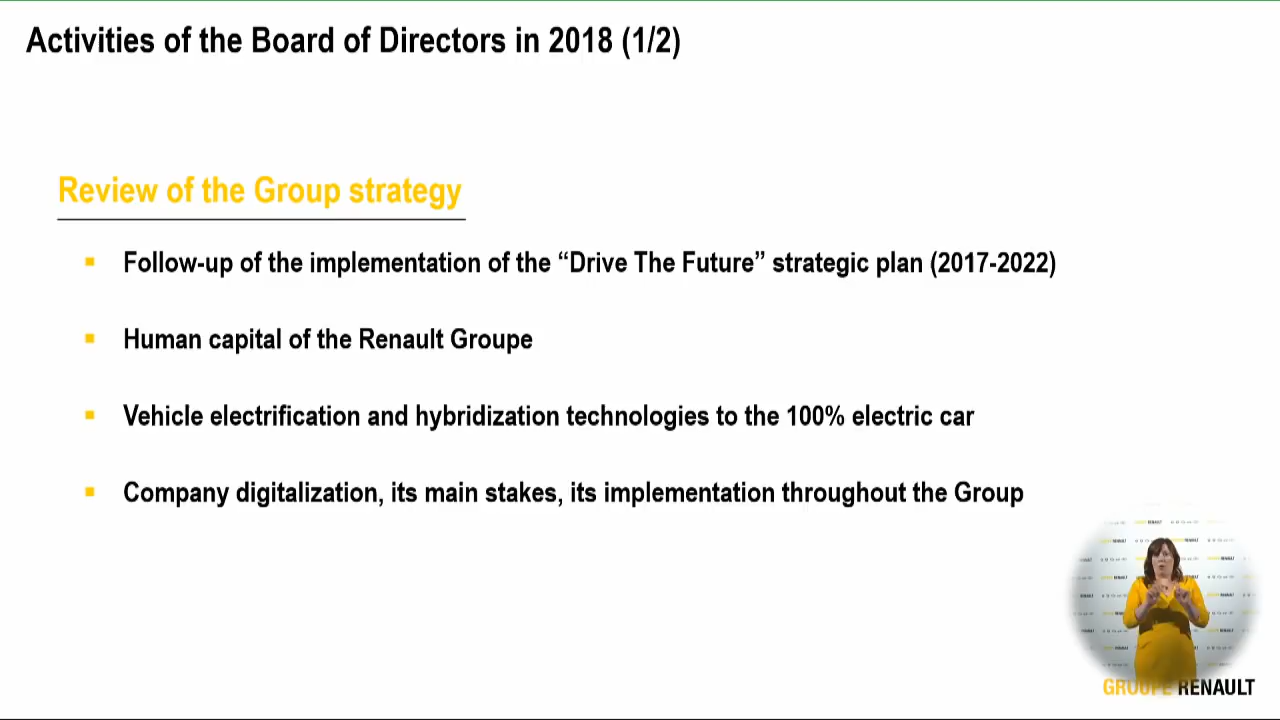 Activities of the Board of Directors in 2018 (1/2)
Review of the Group strategy
Follow-up of the implementation of the “Drive The Future” strategic plan (2017-2022)
Human capital of the Renault Groupe
Vehicle electrification and hybridization technologies to the 100% electric car
Company digitalization, its main stakes, its implementation throughout the Group
GROUPE RENAULT